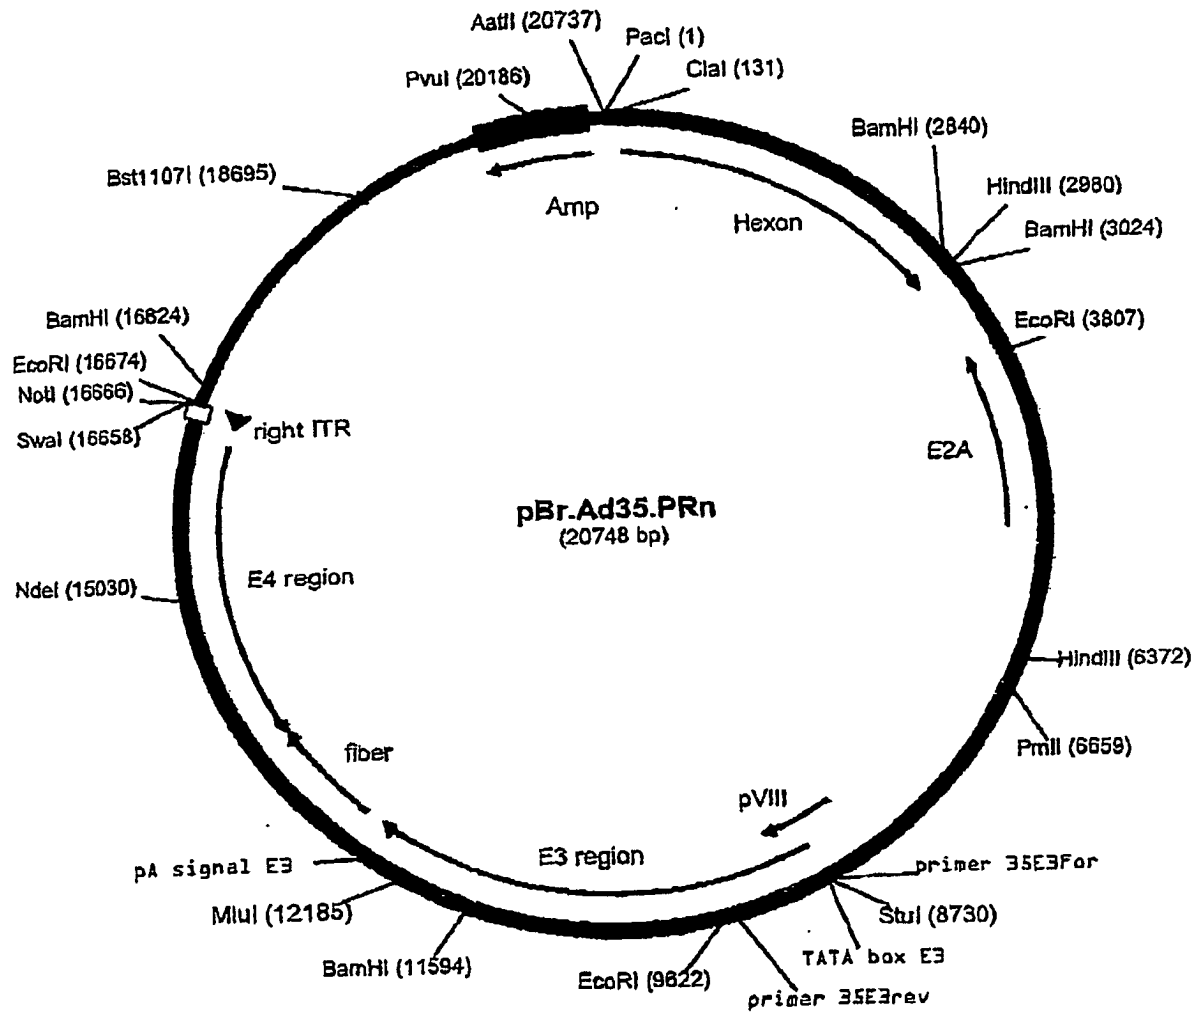 AatII (20737)
PacI (1)
ClaI (131)
PvuI (20186)
BamHI (2840)
Bst1107I (18695)
HindIII (2980)
Amp
Hexon
BamHI (3024)
BamHI (16824)
EcoRI (3807)
EcoRI (16674)
NotI (16666)
SwaI (16658)
right ITR
E2A
pBr.Ad35.PRn
(20748 bp)
E4 region
NdeI (15030)
HindIII (6372)
PmlI (6659)
fiber
pVIII
E3 region
pA signal E3
primer 35E3For
MluI (12185)
StuI (8730)
TATA box E3
BamHI (11594)
EcoRI (9622)
primer 35E3rev